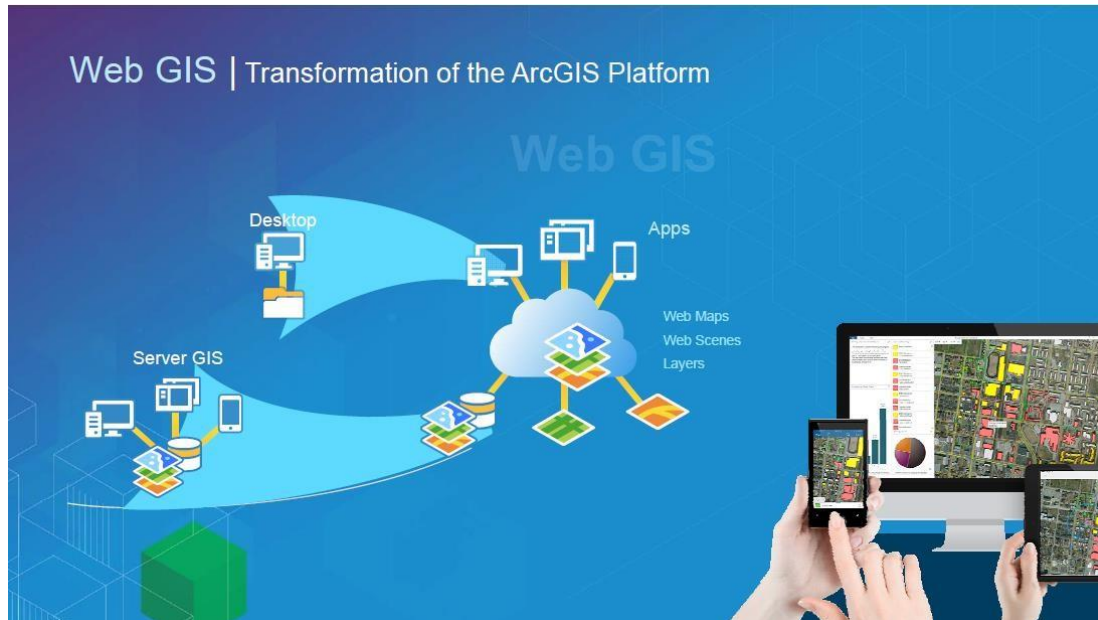 Web GIS | Transformation of the ArcGIS Platform
Web GIS
Desktop
Apps
Web Maps
Web Scenes
Layers
Server GIS